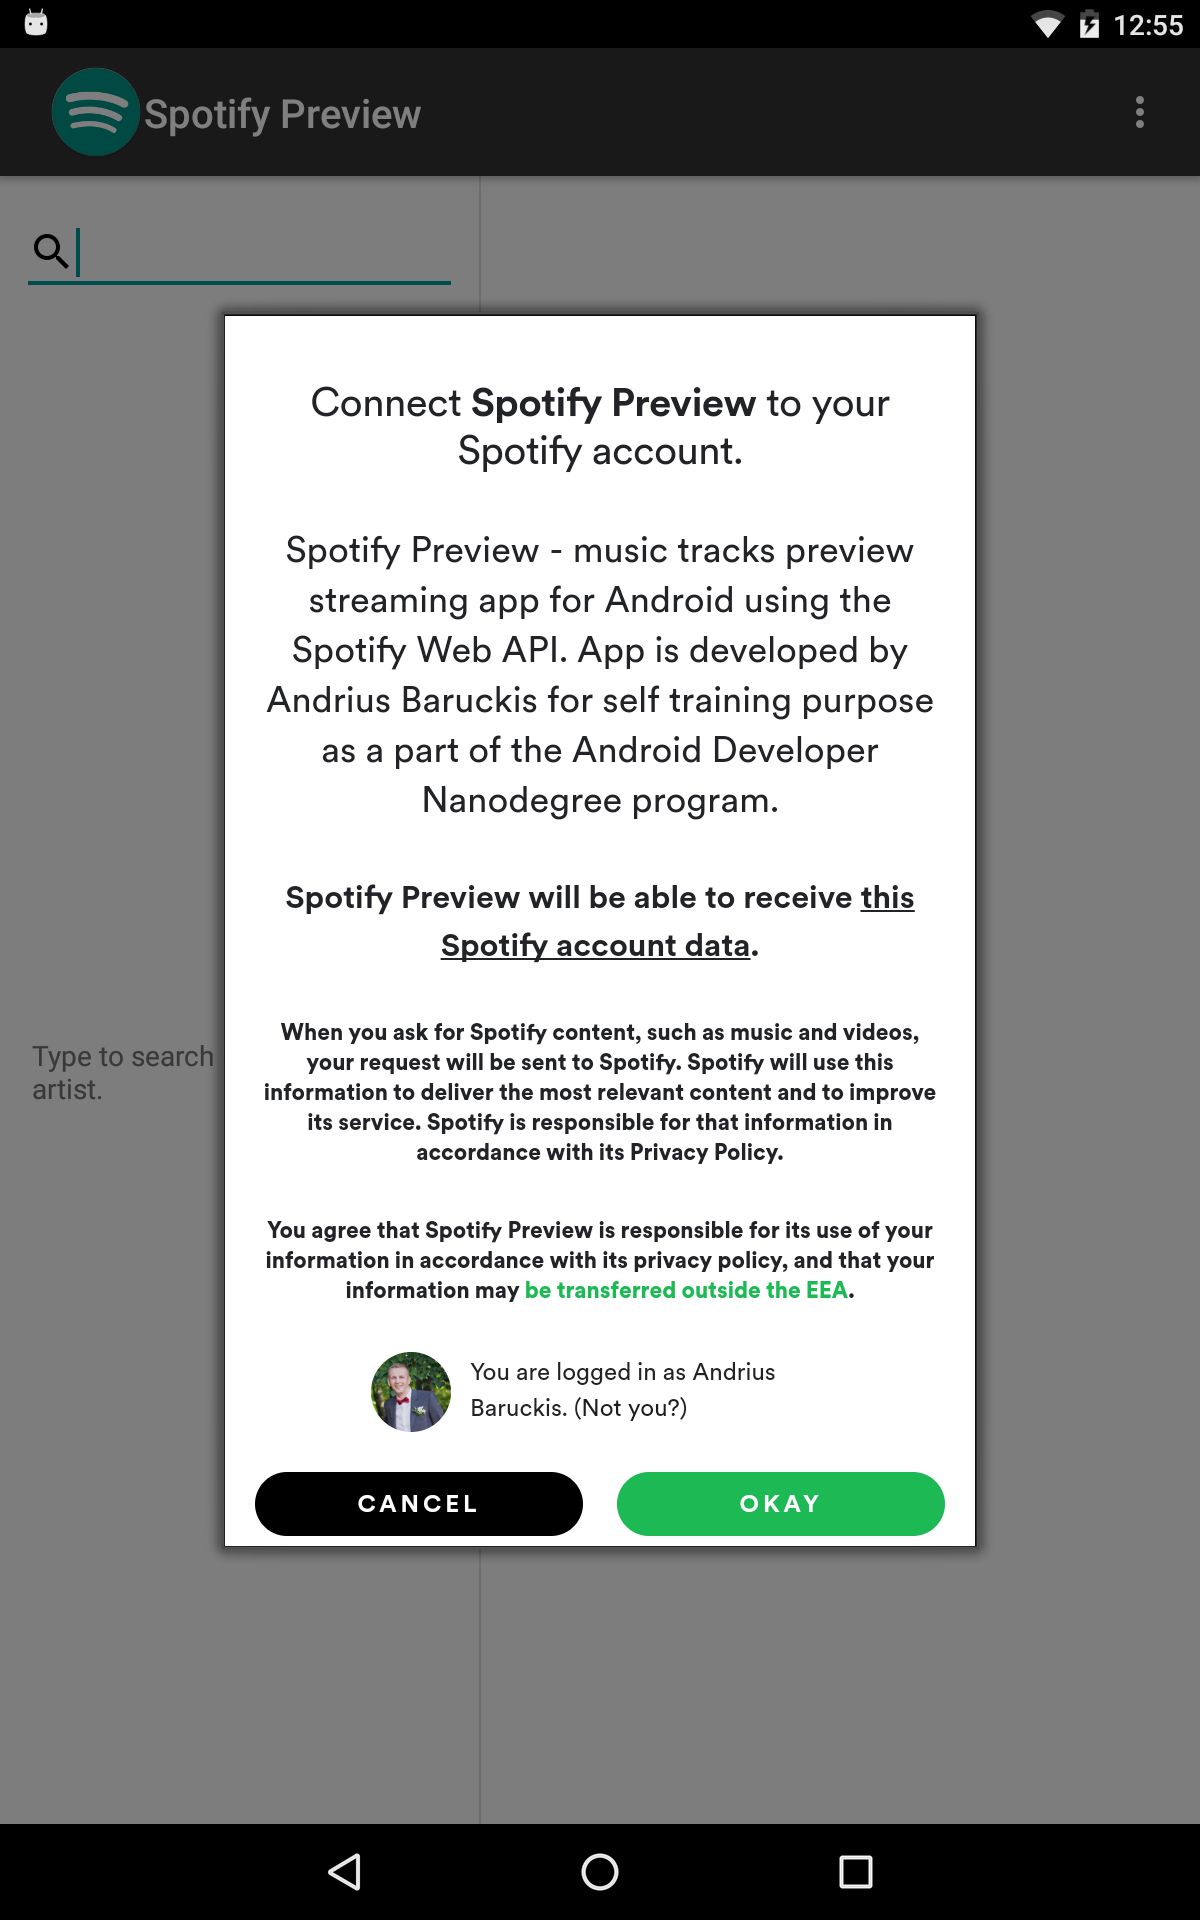 12:55
Spotify Preview
Connect Spotify Preview to your
Spotify account.
Spotify Preview - music tracks preview
streaming app for Android using the
Spotify Web API. App is developed by
Andrius Baruckis for self training purpose
as a part of the Android Developer
Nanodegree program.
Spotify Preview will be able to receive this
Spotify account data.
When you ask for Spotify content, such as music and videos,
your request will be sent to Spotify. Spotify will use this
information to deliver the most relevant content and to improve
its service. Spotify is responsible for that information in
accordance with its Privacy Policy.
Type to search
artist.
You agree that Spotify Preview is responsible for its use of your
information in accordance with its privacy policy, and that your
information may be transferred outside the EEA.
You are logged in as Andrius
Baruckis. (Not you?)
CANCEL
OKAY